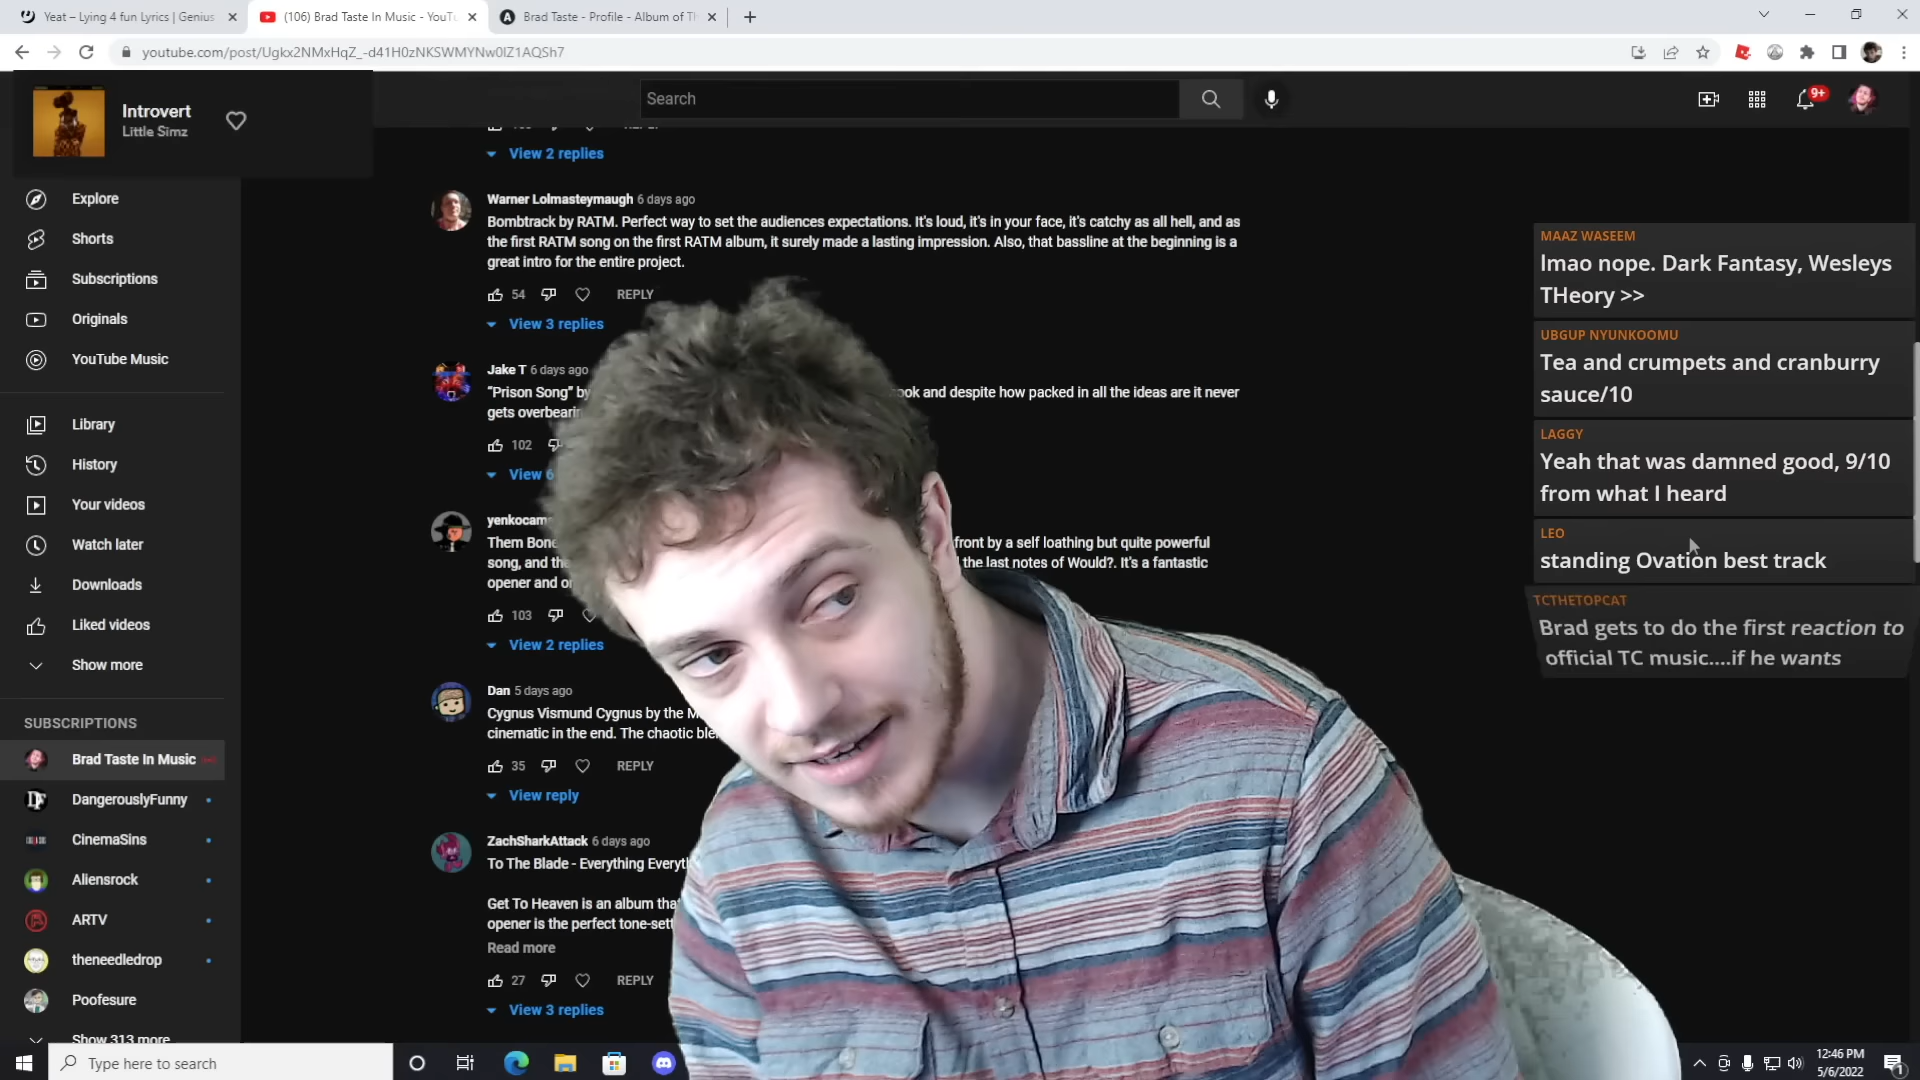 Yeat – Lying 4 fun Lyrics | Genius
(106) Brad Taste In Music - YouTu
Brad Taste - Profile - Album of Th
youtube.com/post/Ugkx2NMxHqZ_-d41H0zNKSWMYNw0lZ1AQSh7
Introvert
Little Simz
Search
9+
Explore
Shorts
Subscriptions
Originals
YouTube Music
Library
History
Your videos
Watch later
Downloads
Liked videos
Show more
SUBSCRIPTIONS
Brad Taste In Music
DangerouslyFunny
CinemaSins
Aliensrock
ARTV
theneedledrop
Poofesure
Show 313 more
REPLY
View 2 replies
Warner Lolmasteymaugh 6 days ago
Bombtrack by RATM. Perfect way to set the audiences expectations. It's loud, it's in your face, it's catchy as all hell, and as
the first RATM song on the first RATM album, it surely made a lasting impression. Also, that bassline at the beginning is a
great intro for the entire project.
54 REPLY
View 3 replies
Jake T 6 days ago
"Prison Song" by ook and despite how packed in all the ideas are it never
gets overbearin
102
View 6
yenkocam
Them Bone front by a self loathing but quite powerful
song, and the the last notes of Would?. It's a fantastic
opener and on
103
View 2 replies
Dan 5 days ago
Cygnus Vismund Cygnus by the M
cinematic in the end. The chaotic ble
35 REPLY
View reply
ZachSharkAttack 6 days ago
To The Blade - Everything Everyth
Get To Heaven is an album that
opener is the perfect tone-sett
Read more
27 REPLY
View 3 replies
MAAZ WASEEM
lmao nope. Dark Fantasy, Wesleys
THeory >>
UBGUP NYUNKOOMU
Tea and crumpets and cranburry
sauce/10
LAGGY
Yeah that was damned good, 9/10
from what I heard
LEO
standing Ovation best track
TCTHETOPCAT
Brad gets to do the first reaction to
official TC music....if he wants
Type here to search
12:46 PM
5/6/2022
1